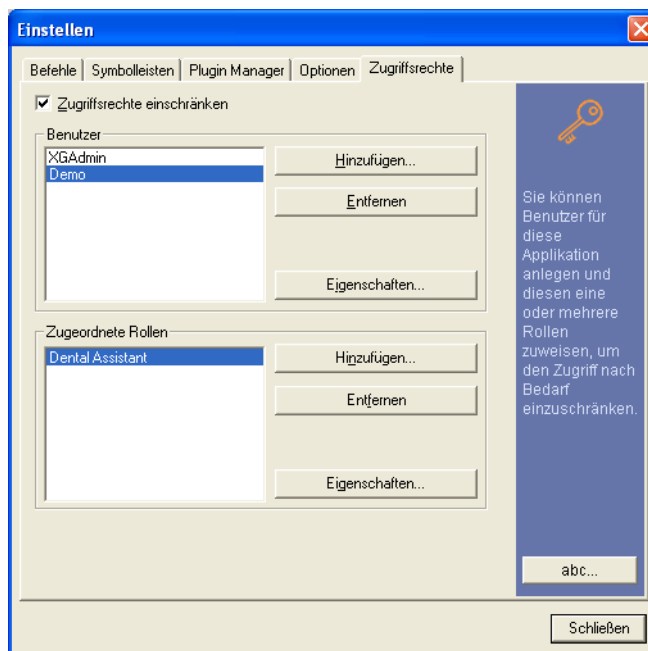 Einstellen
Befehle Symbolleisten Plugin Manager Optionen Zugriffsrechte
Zugriffsrechte einschränken
Benutzer
XGAdmin
Demo
Hinzufügen...
Entfernen
Eigenschaften...
Zugeordnete Rollen
Dental Assistant
Hinzufügen...
Entfernen
Eigenschaften...
Sie können
Benutzer für
diese
Applikation
anlegen und
diesen eine
oder mehrere
Rollen
zuweisen, um
den Zugriff nach
Bedarf
einzuschränken.
abc...
Schließen